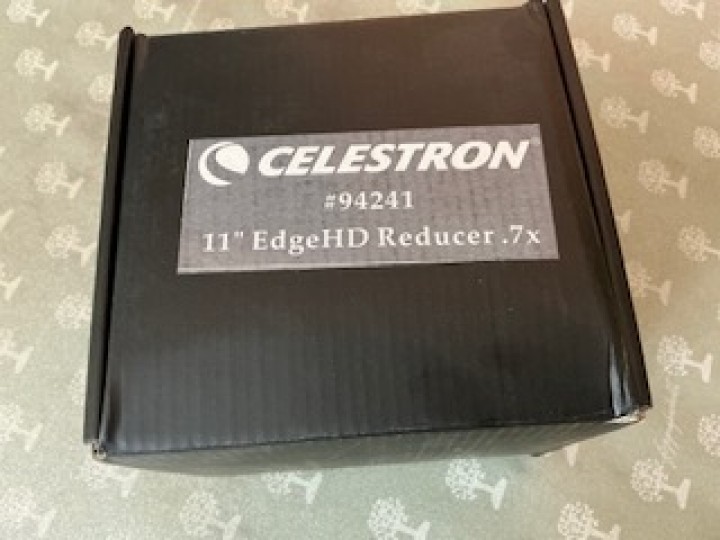 CELESTRON®
#94241
11" EdgeHD Reducer .7x